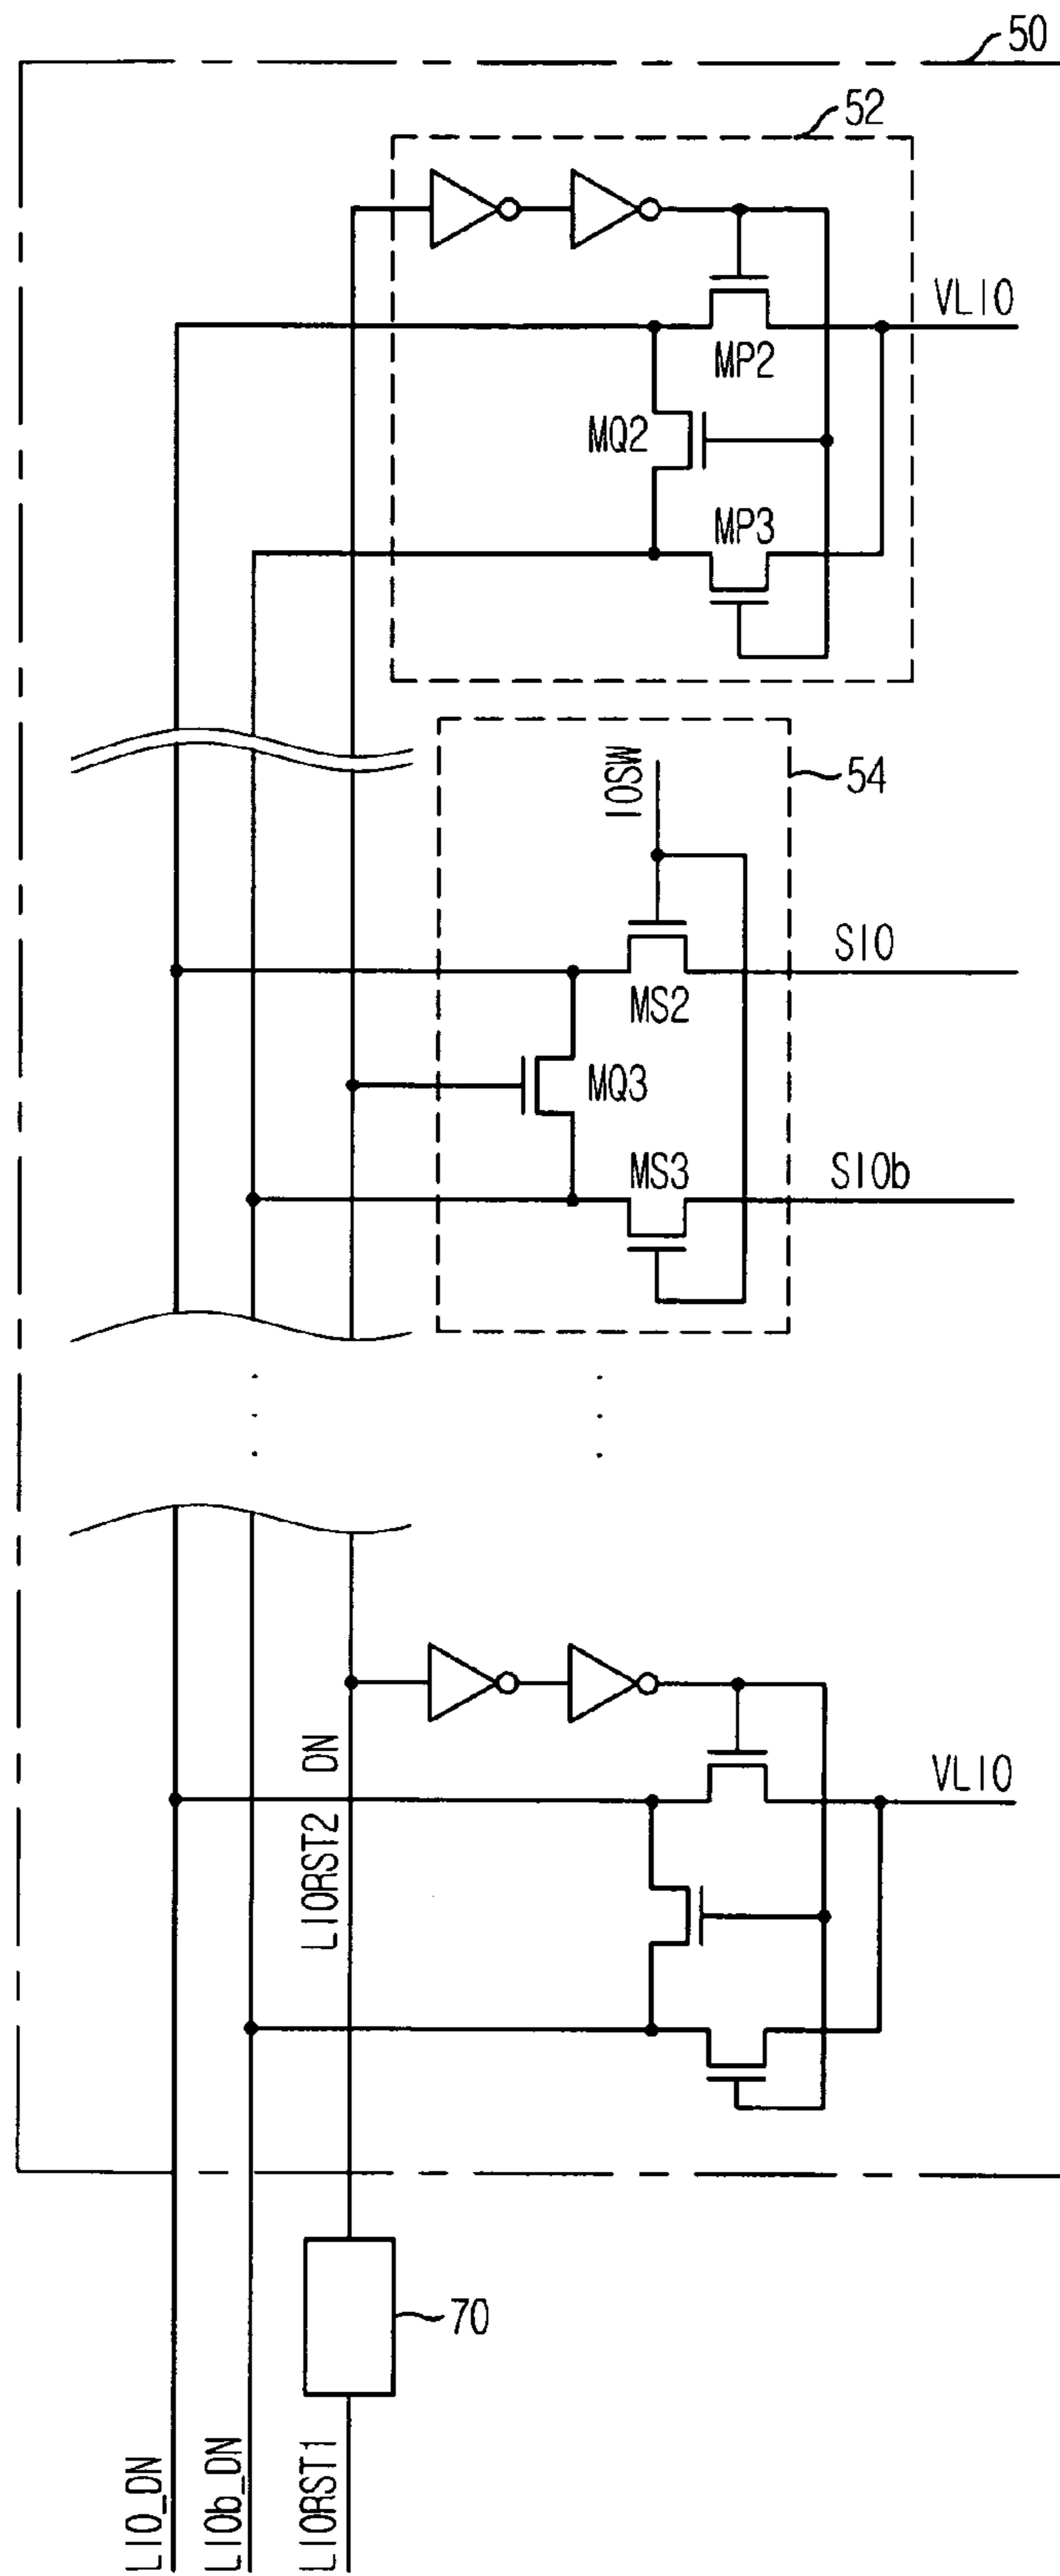 50
52
VLIO
MP2
MQ2
MP3
54
IOSW
SIO
MS2
MQ3
MS3
SIOb
LIORST2 DN
VLIO
70
LIO_DN
LIOb_DN
LIORST1